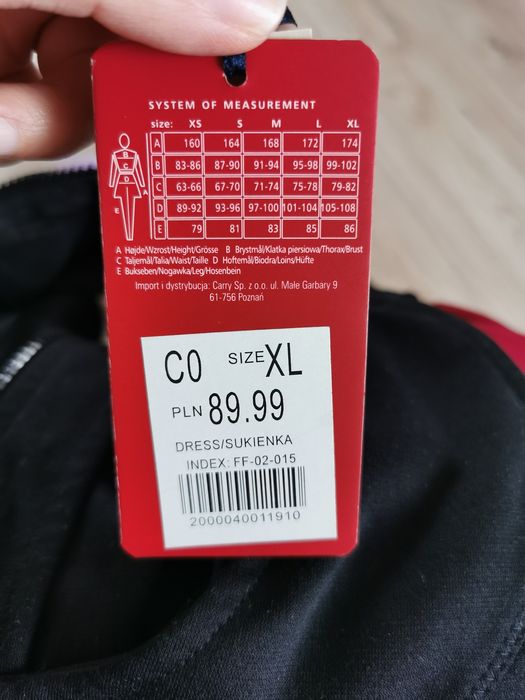 SYSTEM OF MEASUREMENT
size: XS S M L XL
A 160 164 168 172 174
B 83-86 87-90 91-94 95-98 99-102
C 63-66 67-70 71-74 75-78 79-82
D 89-92 93-96 97-100 101-104 105-108
E 79 81 83 85 86
B
C
D
A
E
A Højde/Wzrost/Height/Grösse B Brystmål/Klatka piersiowa/Thorax/Brust
C Taljemål/Talia/Waist/Taille D Hoftemål/Biodra/Loins/Hüfte
E Bukseben/Nogawka/Leg/Hosenbein
Import i dystrybucja: Carry Sp. z o.o. ul. Małe Garbary 9
61-756 Poznań
C0 SIZE XL
PLN 89.99
DRESS/SUKIENKA
INDEX: FF-02-015
2000040011910